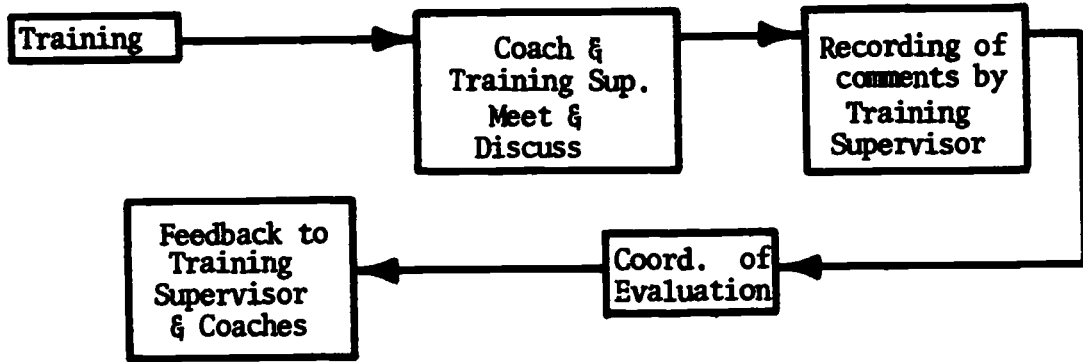 Training
Coach &
Training Sup.
Meet &
Discuss
Recording of
comments by
Training
Supervisor
Coord. of
Evaluation
Feedback to
Training
Supervisor
& Coaches